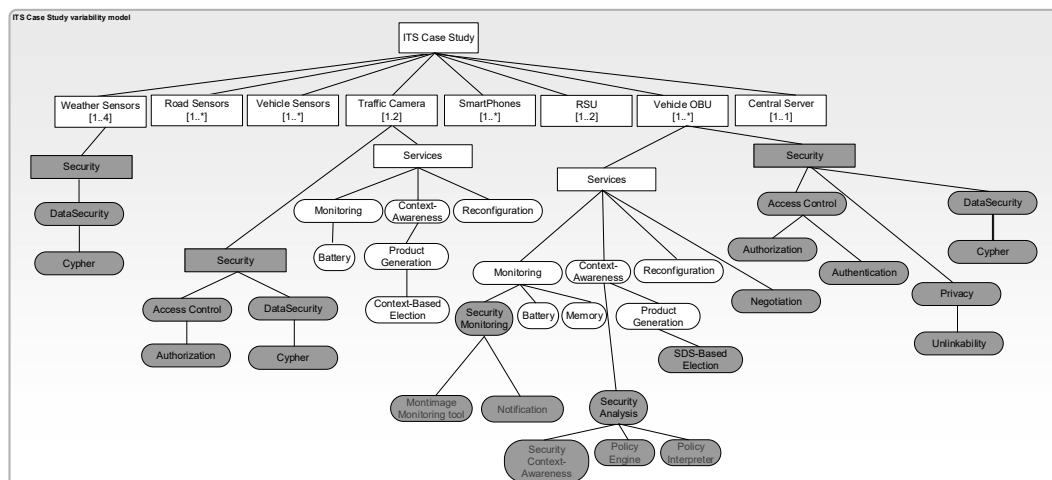 ITS Case Study variability model
ITS Case Study
Weather Sensors
[1..4]
Road Sensors
[1..*]
Vehicle Sensors
[1..*]
Traffic Camera
[1.2]
SmartPhones
[1..*]
RSU
[1..2]
Vehicle OBU
[1..*]
Central Server
[1..1]
Security
DataSecurity
Cypher
Services
Monitoring
Context-
Awareness
Reconfiguration
Battery
Product
Generation
Context-Based
Election
Security
Access Control
DataSecurity
Authorization
Cypher
Services
Monitoring
Context-
Awareness
Reconfiguration
Negotiation
Security
Monitoring
Battery
Memory
Product
Generation
SDS-Based
Election
Montimage
Monitoring tool
Notification
Security
Analysis
Security
Context-
Awareness
Policy
Engine
Policy
Interpreter
Security
Access Control
DataSecurity
Authorization
Authentication
Cypher
Privacy
Unlinkability